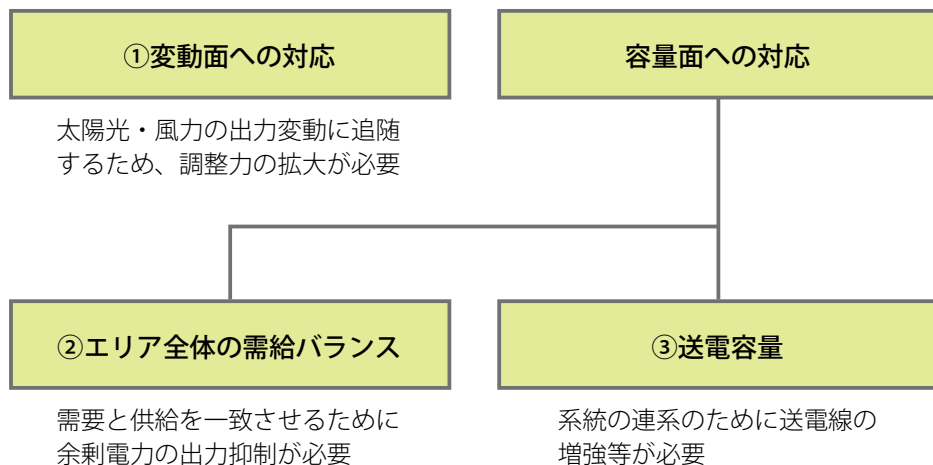 ①変動面への対応
容量面への対応
太陽光・風力の出力変動に追随
するため、調整力の拡大が必要
②エリア全体の需給バランス
③送電容量
需要と供給を一致させるために
余剰電力の出力抑制が必要
系統の連系のために送電線の
増強等が必要